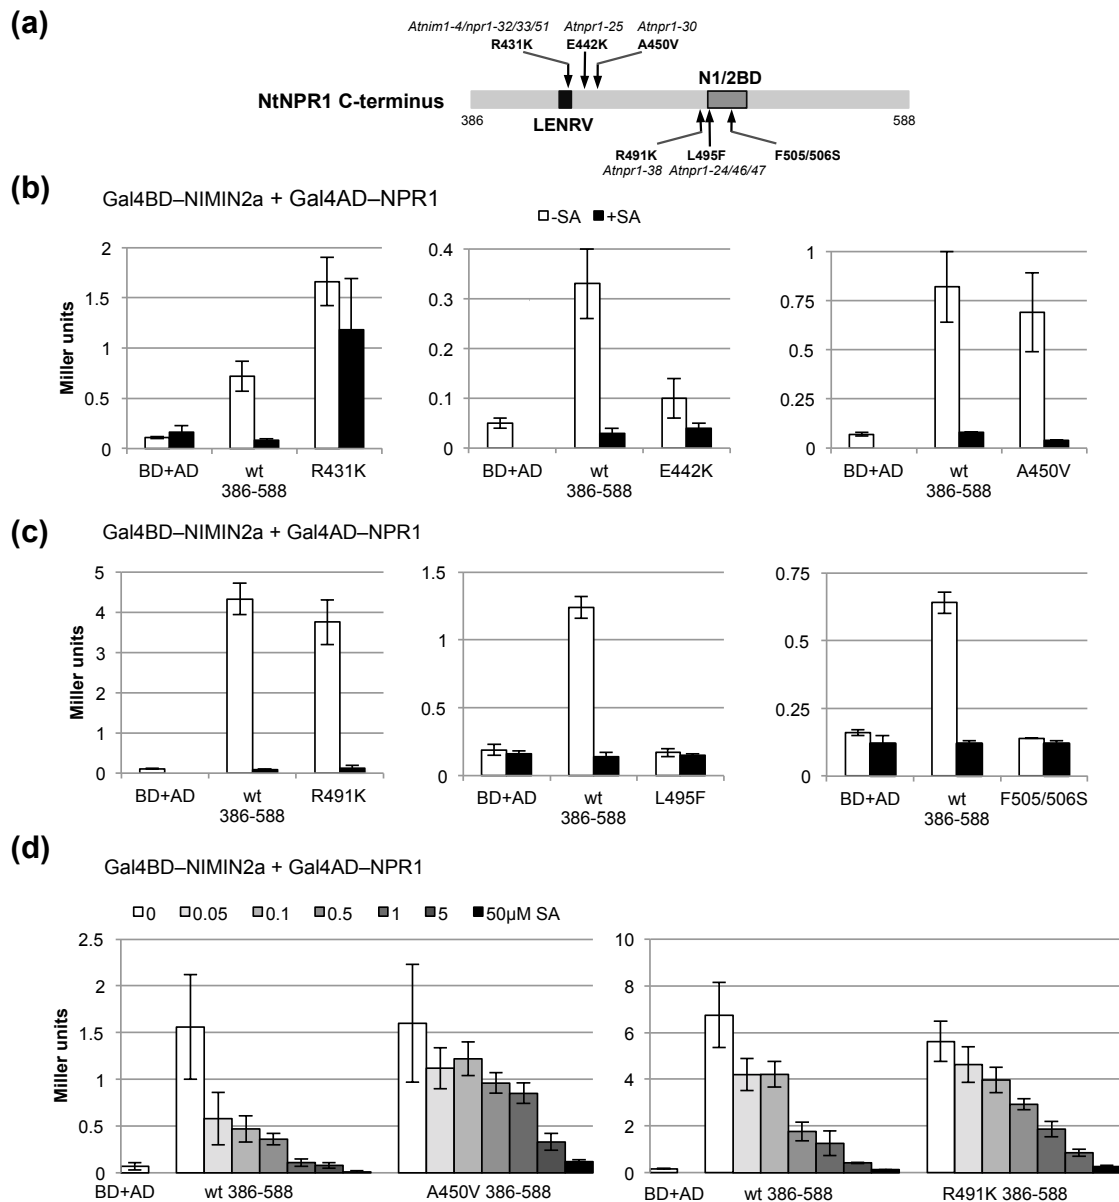 (a)
Atnim1-4/npr1-32/33/51 Atnpr1-25 Atnpr1-30
R431K E442K A450V
N1/2BD
NtNPR1 C-terminus
386 588
LENRV
R491K L495F F505/506S
Atnpr1-38 Atnpr1-24/46/47
(b)
Gal4BD–NIMIN2a + Gal4AD–NPR1
-SA +SA
Miller units
2
1.5
1
0.5
0
BD+AD wt R431K
386-588
0.4
0.3
0.2
0.1
0
BD+AD wt E442K
386-588
1
0.75
0.5
0.25
0
BD+AD wt A450V
386-588
(c)
Gal4BD–NIMIN2a + Gal4AD–NPR1
Miller units
5
4
3
2
1
0
BD+AD wt R491K
386-588
1.5
1
0.5
0
BD+AD wt L495F
386-588
0.75
0.5
0.25
0
BD+AD wt F505/506S
386-588
(d)
Gal4BD–NIMIN2a + Gal4AD–NPR1
0 0.05 0.1 0.5 1 5 50µM SA
Miller units
2.5
2
1.5
1
0.5
0
BD+AD wt 386-588 A450V 386-588
10
8
6
4
2
0
BD+AD wt 386-588 R491K 386-588